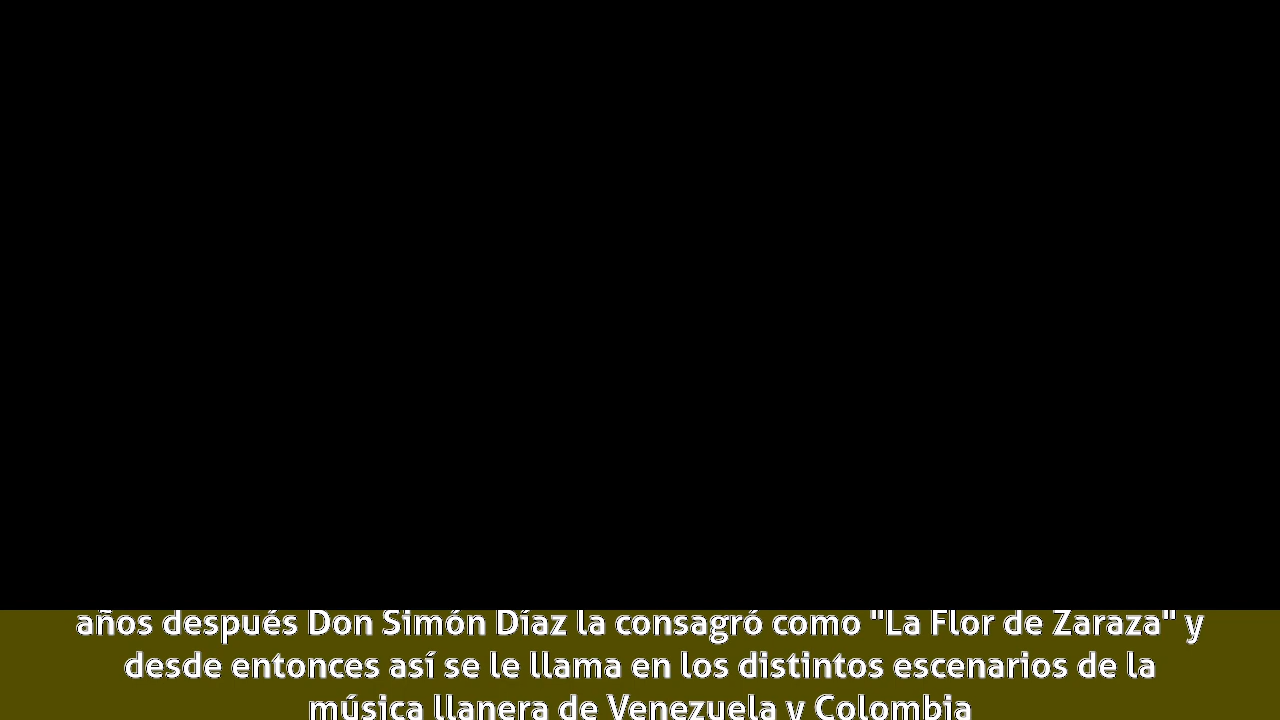 años después Don Simón Díaz la consagró como "La Flor de Zaraza" y
desde entonces así se le llama en los distintos escenarios de la
música llanera de Venezuela y Colombia